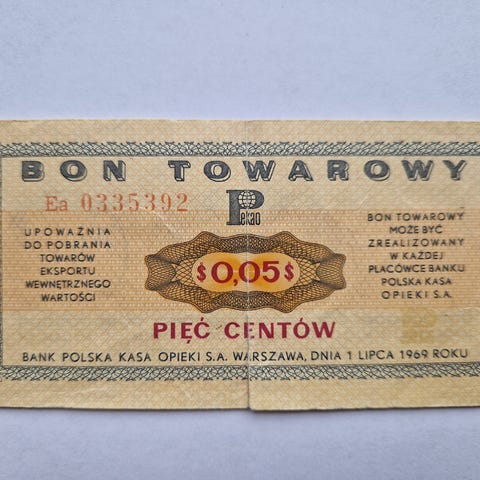 BON TOWAROWY
Ea 0335392
Pekao
UPOWAŻNIA
DO POBRANIA
TOWARÓW
EKSPORTU
WEWNĘTRZNEGO
WARTOŚCI
$0,05$
BON TOWAROWY
MOŻE BYĆ
ZREALIZOWANY
W KAŻDEJ
PLACÓWCE BANKU
POLSKA KASA
OPIEKI S.A.
PIĘĆ CENTÓW
BANK POLSKA KASA OPIEKI S.A. WARSZAWA, DNIA 1 LIPCA 1969 ROKU